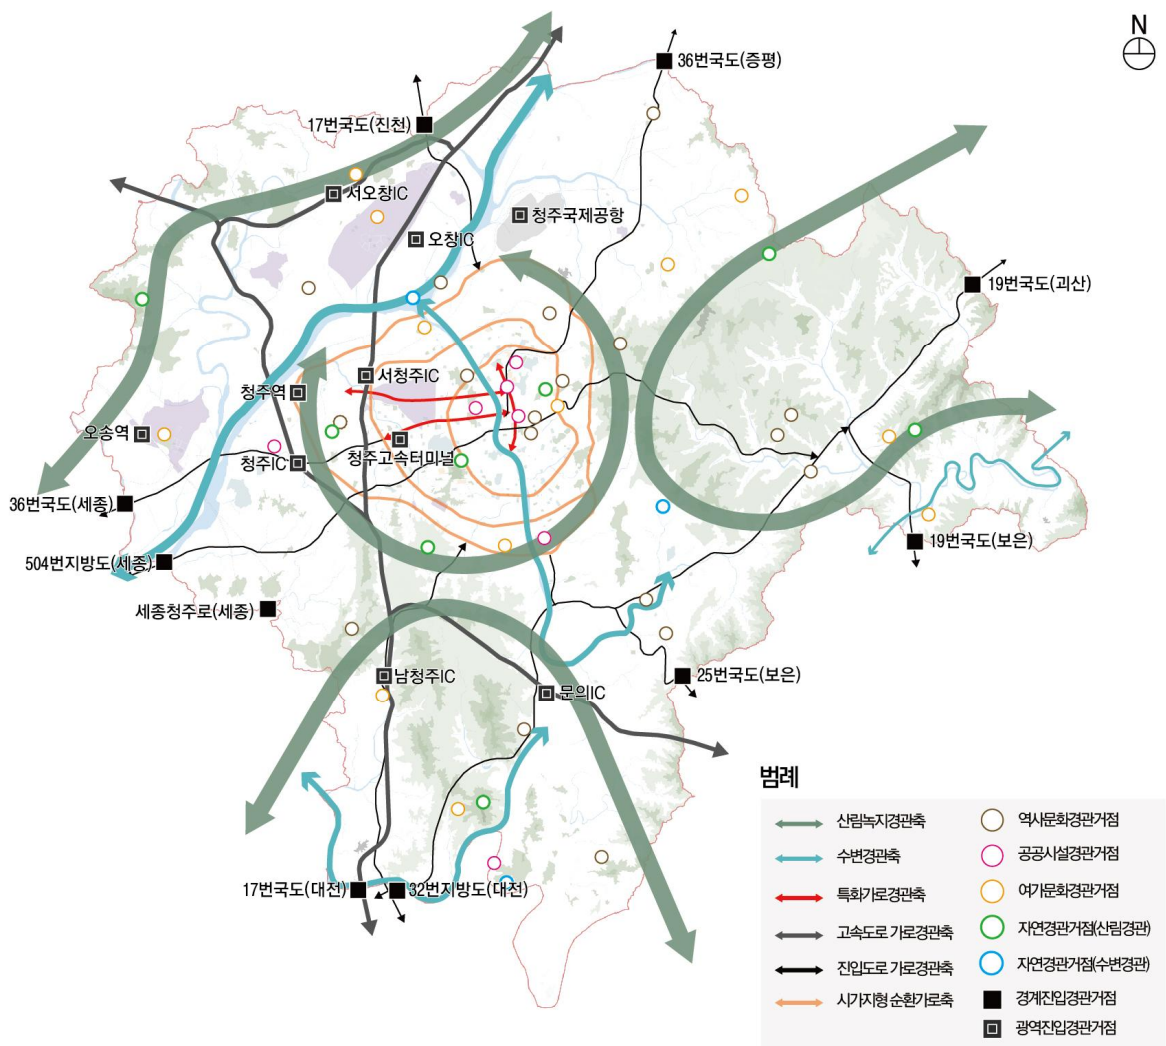 N
36번국도(증평)
17번국도(진천)
서오창IC
청주국제공항
오창IC
19번국도(괴산)
서청주IC
청주역
오송역
청주고속터미널
청주IC
36번국도(세종)
19번국도(보은)
504번지방도(세종)
세종청주로(세종)
남청주IC
25번국도(보은)
문의IC
17번국도(대전)
32번지방도(대전)
범례
산림녹지경관축
수변경관축
특화가로경관축
고속도로 가로경관축
진입도로 가로경관축
시가지형 순환가로축
역사문화경관거점
공공시설경관거점
여가문화경관거점
자연경관거점(산림경관)
자연경관거점(수변경관)
경계진입경관거점
광역진입경관거점